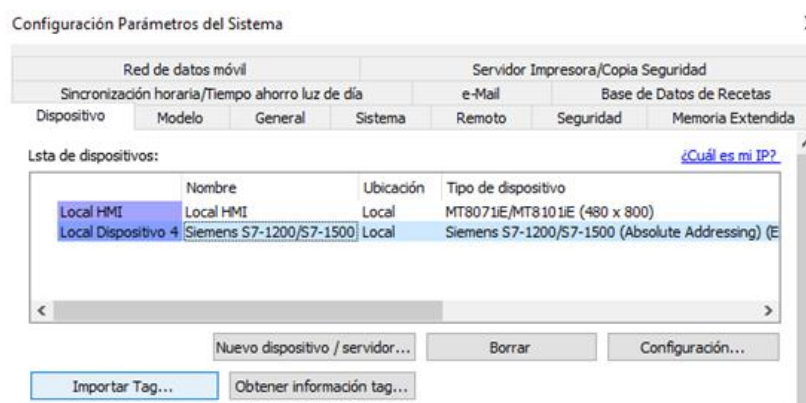 Configuración Parámetros del Sistema
Red de datos móvil Servidor Impresora/Copia Seguridad
Sincronización horaria/Tiempo ahorro luz de día e-Mail Base de Datos de Recetas
Dispositivo Modelo General Sistema Remoto Seguridad Memoria Extendida
Lsta de dispositivos: ¿Cuál es mi IP?
Nombre Ubicación Tipo de dispositivo
Local HMI Local HMI Local MT8071iE/MT8101iE (480 x 800)
Local Dispositivo 4 Siemens S7-1200/S7-1500 Local Siemens S7-1200/S7-1500 (Absolute Addressing) (E
Nuevo dispositivo / servidor... Borrar Configuración...
Importar Tag... Obtener información tag...